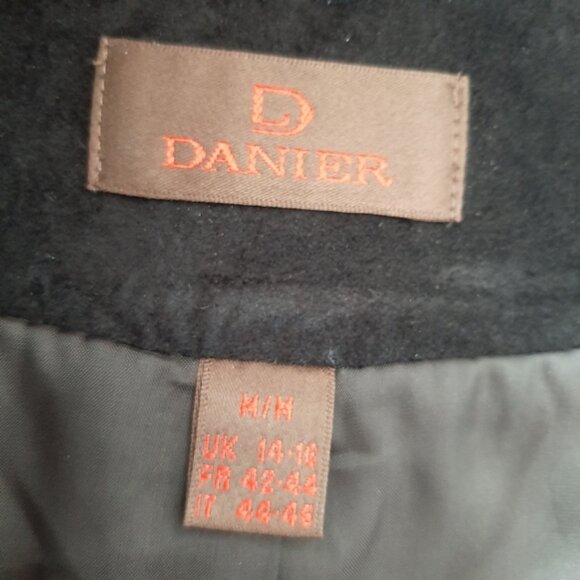 D
DANIER
M/M
UK 14-16
FR 42-44
IT 44-46